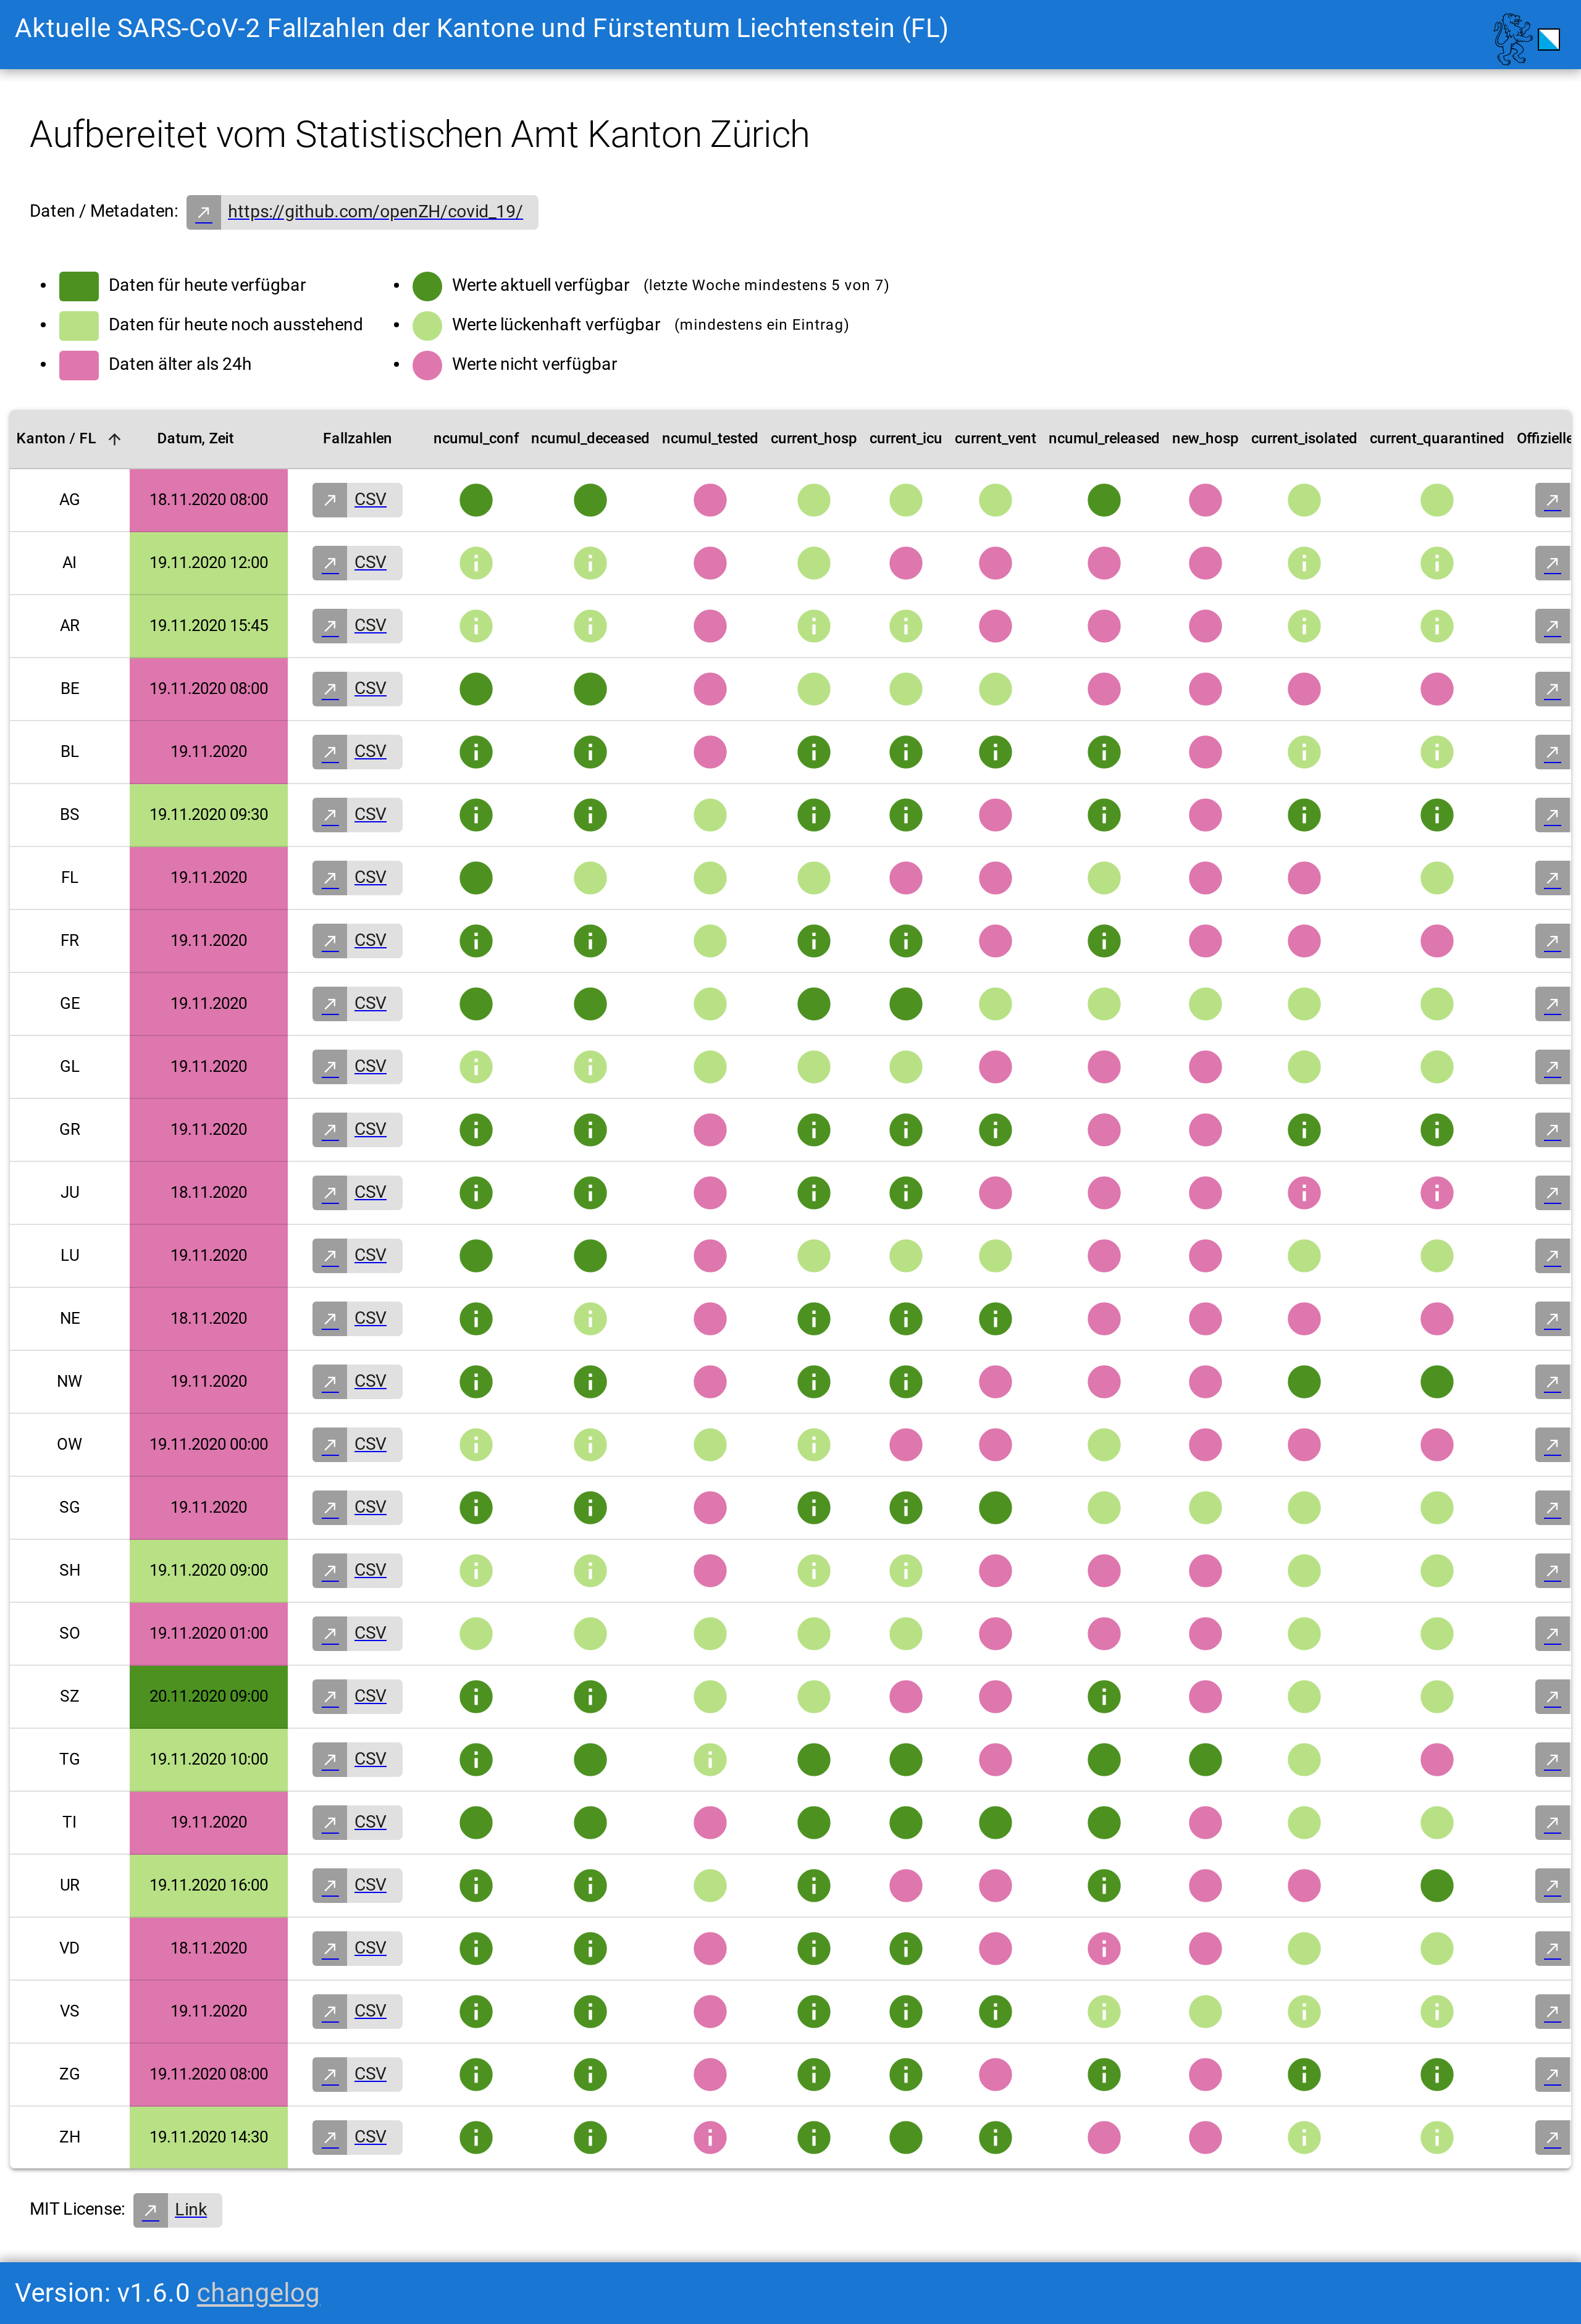 Aktuelle SARS-CoV-2 Fallzahlen der Kantone und Fürstentum Liechtenstein (FL)
Aufbereitet vom Statistischen Amt Kanton Zürich
Daten / Metadaten: https://github.com/openZH/covid_19/
Daten für heute verfügbar
Daten für heute noch ausstehend
Daten älter als 24h
Werte aktuell verfügbar (letzte Woche mindestens 5 von 7)
Werte lückenhaft verfügbar (mindestens ein Eintrag)
Werte nicht verfügbar
Kanton / FL Datum, Zeit Fallzahlen ncumul_conf ncumul_deceased ncumul_tested current_hosp current_icu current_vent ncumul_released new_hosp current_isolated current_quarantined Offizielle
AG 18.11.2020 08:00 CSV
AI 19.11.2020 12:00 CSV
AR 19.11.2020 15:45 CSV
BE 19.11.2020 08:00 CSV
BL 19.11.2020 CSV
BS 19.11.2020 09:30 CSV
FL 19.11.2020 CSV
FR 19.11.2020 CSV
GE 19.11.2020 CSV
GL 19.11.2020 CSV
GR 19.11.2020 CSV
JU 18.11.2020 CSV
LU 19.11.2020 CSV
NE 18.11.2020 CSV
NW 19.11.2020 CSV
OW 19.11.2020 00:00 CSV
SG 19.11.2020 CSV
SH 19.11.2020 09:00 CSV
SO 19.11.2020 01:00 CSV
SZ 20.11.2020 09:00 CSV
TG 19.11.2020 10:00 CSV
TI 19.11.2020 CSV
UR 19.11.2020 16:00 CSV
VD 18.11.2020 CSV
VS 19.11.2020 CSV
ZG 19.11.2020 08:00 CSV
ZH 19.11.2020 14:30 CSV
MIT License: Link
Version: v1.6.0 changelog